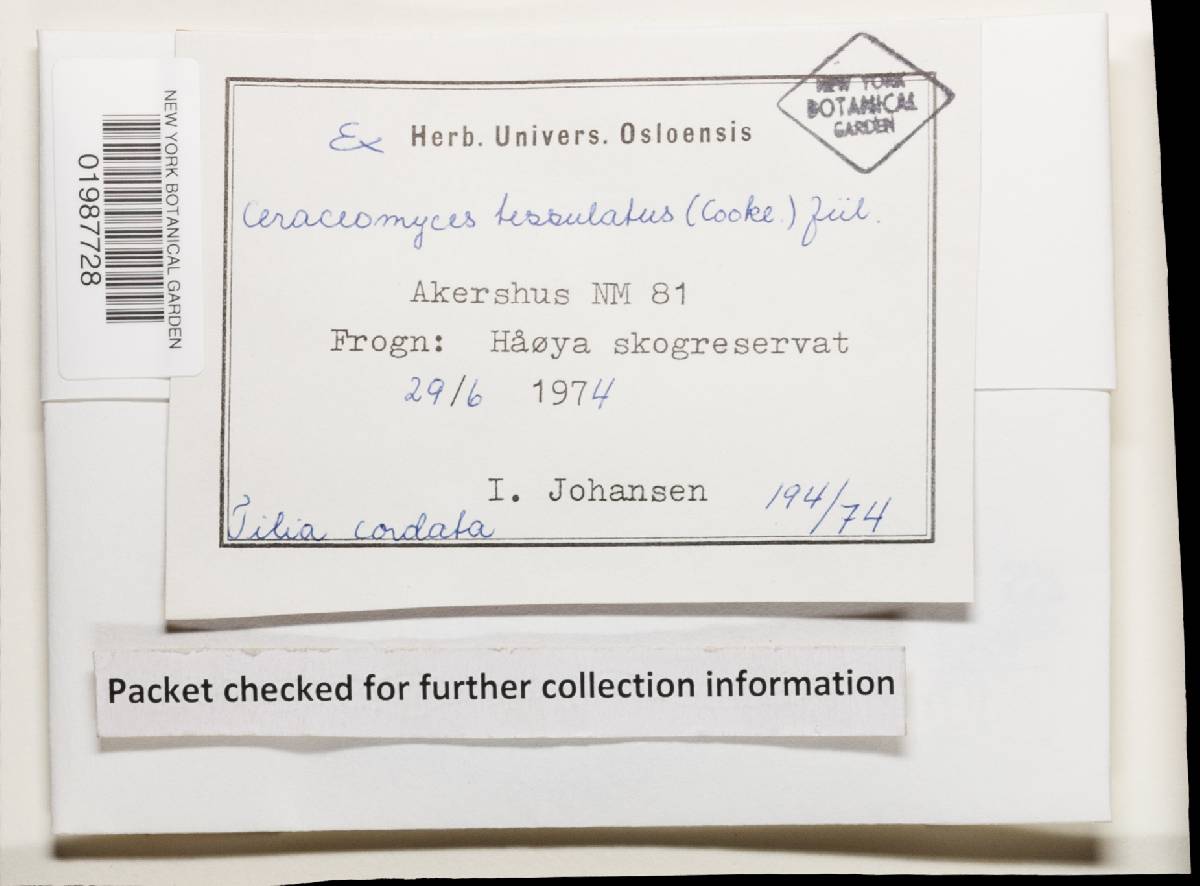 NEW YORK
BOTANICAL
GARDEN
NEW YORK BOTANICAL GARDEN
01987728
Ex Herb. Univers. Osloensis
Ceraceomyces tessulatus (Cooke.) Jül.
Akershus NM 81
Frogn: Håøya skogreservat
29/6 1974
I. Johansen 194/74
Tilia cordata
Packet checked for further collection information